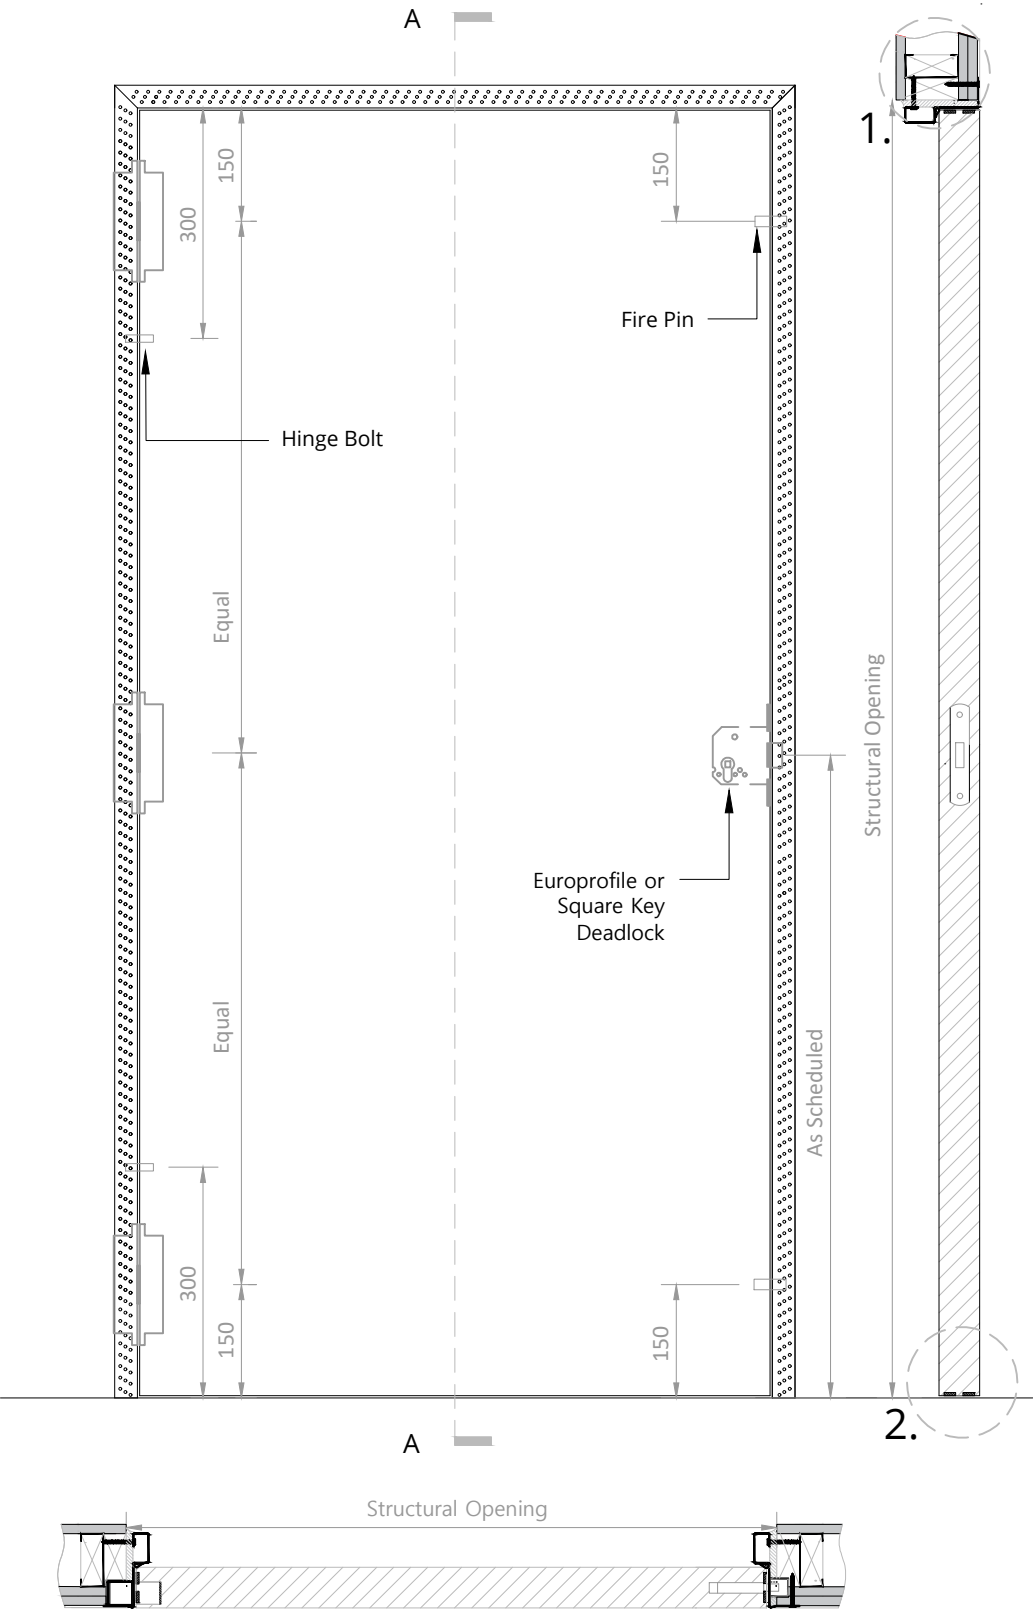 A
1.
150
300
150
Fire Pin
Hinge Bolt
Equal
Structural Opening
Europrofile or
Square Key
Deadlock
Equal
As Scheduled
300
150
150
2.
A
Structural Opening